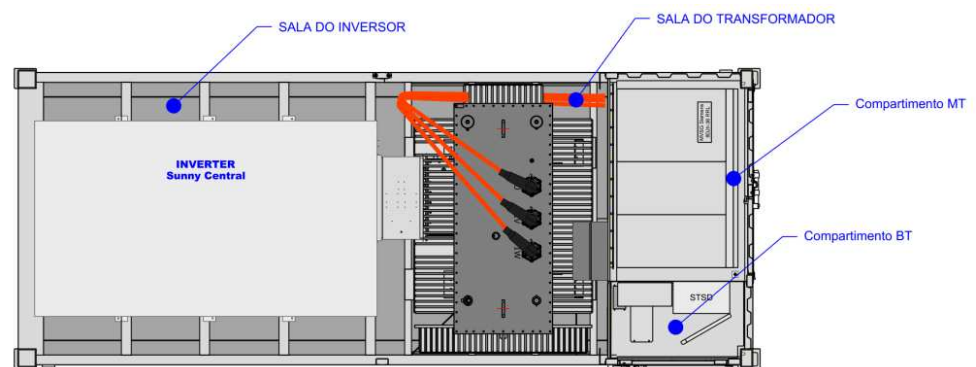 SALA DO INVERSOR
SALA DO TRANSFORMADOR
Compartimento MT
INVERTER
Sunny Central
Compartimento BT
STSD